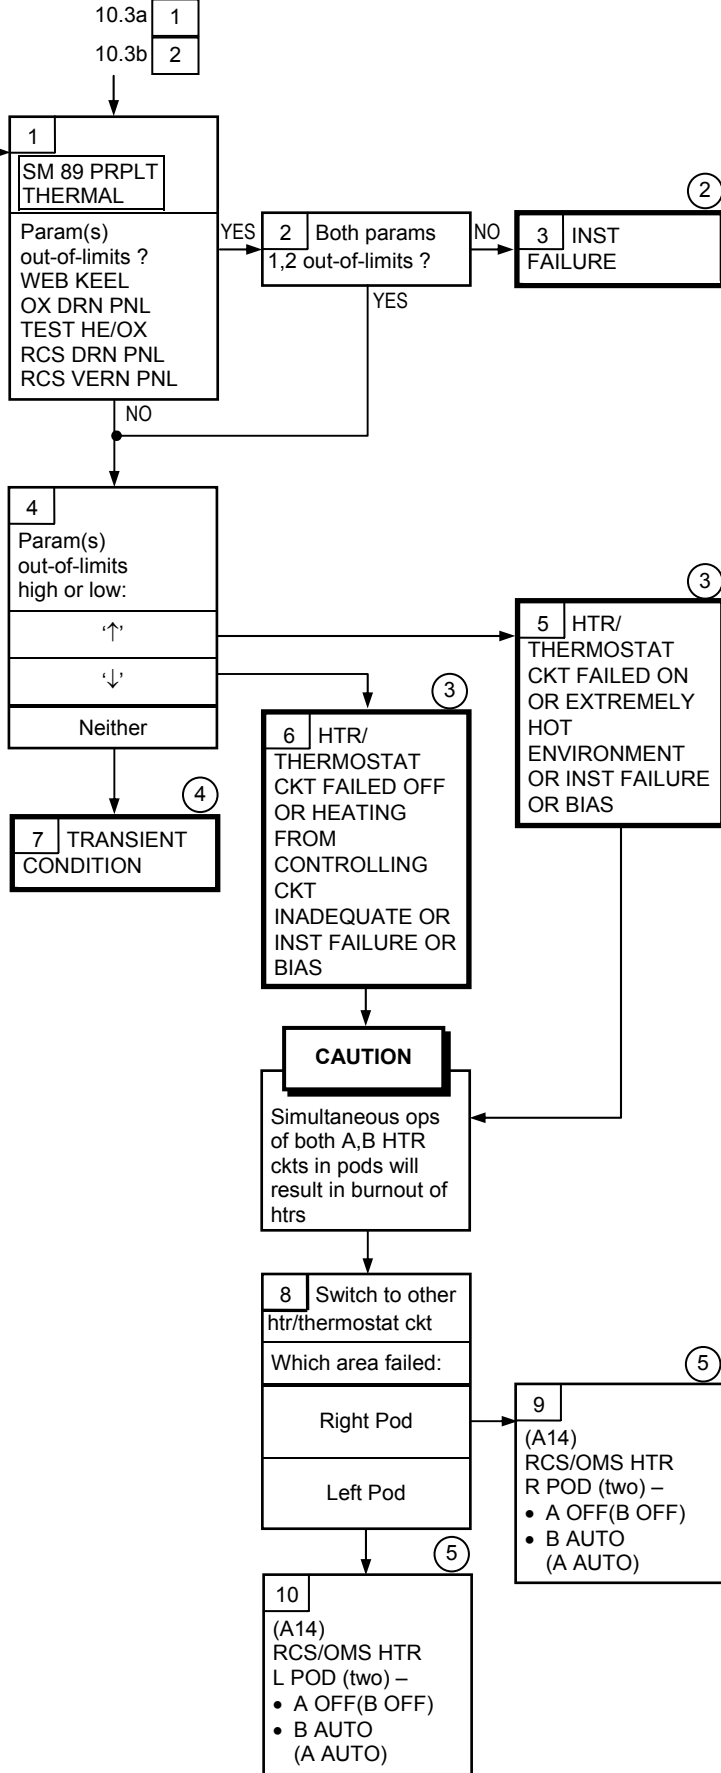 10.3a 1
10.3b 2
1
SM 89 PRPLT
THERMAL
Param(s)
out-of-limits ?
WEB KEEL
OX DRN PNL
TEST HE/OX
RCS DRN PNL
RCS VERN PNL
YES
NO
2 Both params
1,2 out-of-limits ?
NO
YES
2
3 INST
FAILURE
4
Param(s)
out-of-limits
high or low:
‘↑’
‘↓’
Neither
3
5 HTR/
THERMOSTAT
CKT FAILED ON
OR EXTREMELY
HOT
ENVIRONMENT
OR INST FAILURE
OR BIAS
3
6 HTR/
THERMOSTAT
CKT FAILED OFF
OR HEATING
FROM
CONTROLLING
CKT
INADEQUATE OR
INST FAILURE OR
BIAS
4
7 TRANSIENT
CONDITION
CAUTION
Simultaneous ops
of both A,B HTR
ckts in pods will
result in burnout of
htrs
8 Switch to other
htr/thermostat ckt
Which area failed:
Right Pod
Left Pod
5
9
(A14)
RCS/OMS HTR
R POD (two) –
• A OFF(B OFF)
• B AUTO
(A AUTO)
5
10
(A14)
RCS/OMS HTR
L POD (two) –
• A OFF(B OFF)
• B AUTO
(A AUTO)